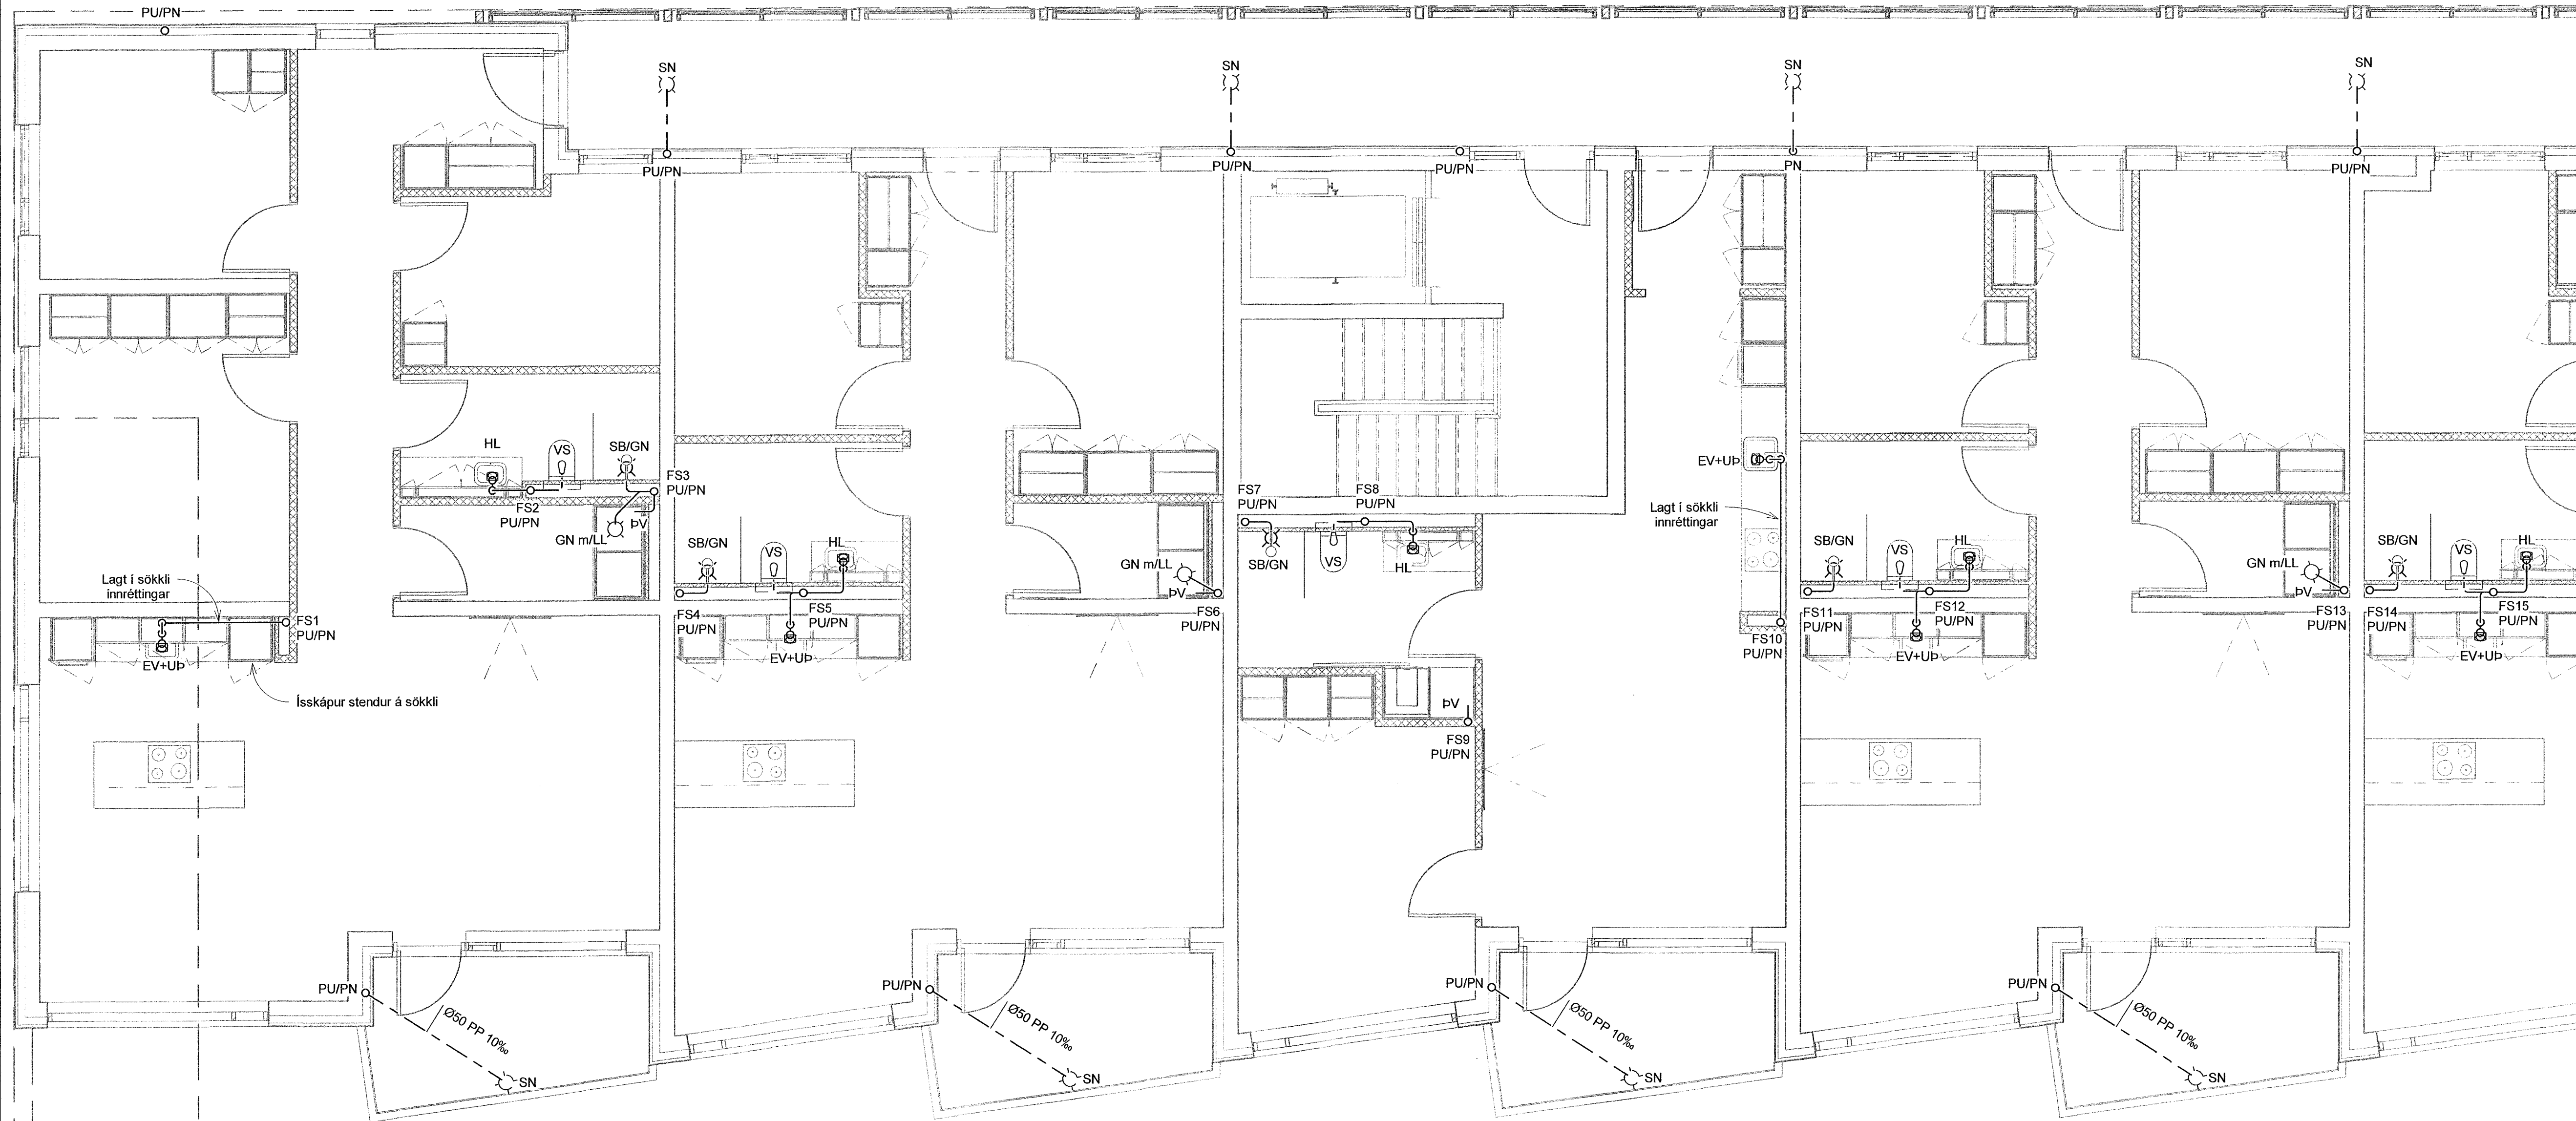 PU/PN
SN
SN
SN
SN
PU/PN
PU/PN
PU/PN
PN
PU/PN
HL
VS
SB/GN
FS3
PU/PN
FS2
PU/PN
GN m/LL
ÞV
EV+UÞ
FS7
PU/PN
FS8
PU/PN
Lagt í sökkli
innréttingar
SB/GN
VS
HL
GN m/LL
ÞV
FS6
PU/PN
SB/GN
VS
HL
SB/GN
VS
HL
GN m/LL
ÞV
FS13
PU/PN
SB/GN
VS
HL
Lagt í sökkli
innréttingar
FS1
PU/PN
EV+UÞ
Ísskápur stendur á sökkli
FS4
PU/PN
FS5
PU/PN
EV+UÞ
ÞV
FS9
PU/PN
FS10
PU/PN
FS11
PU/PN
FS12
PU/PN
EV+UÞ
FS14
PU/PN
FS15
PU/PN
EV+UÞ
PU/PN
Ø50 PP 10‰
SN
PU/PN
Ø50 PP 10‰
SN
PU/PN
Ø50 PP 10‰
SN
PU/PN
Ø50 PP 10‰
SN